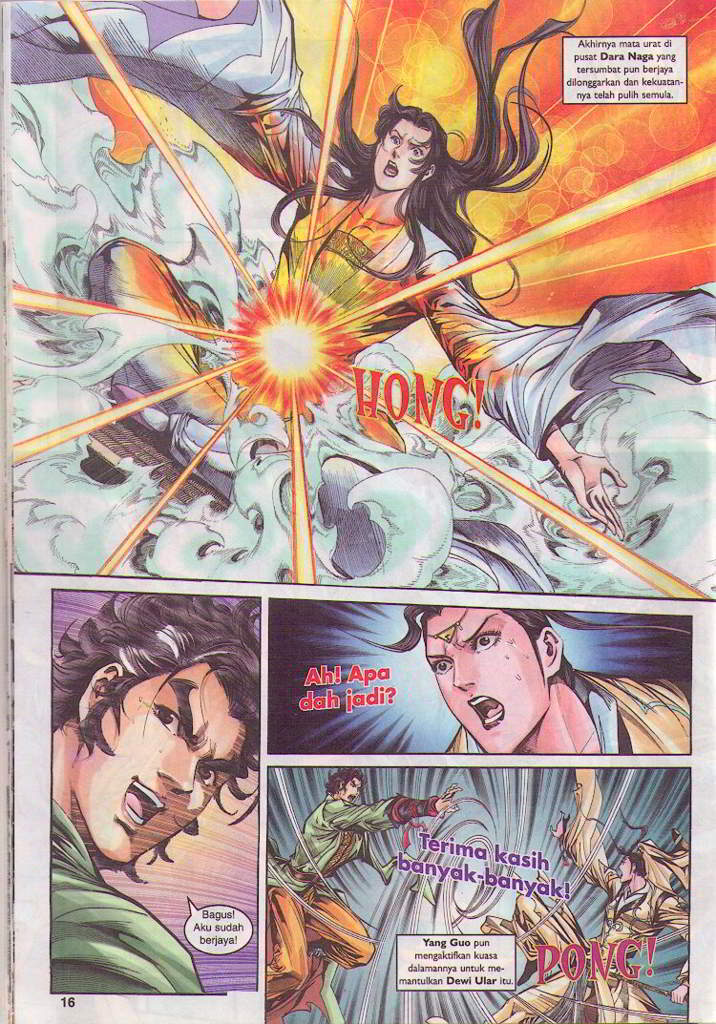 Akhirnya mata urat di
pusat Dara Naga yang
tersumbat pun berjaya
dilonggarkan dan kekuatan-
nya telah pulih semula.
HONG!
Bagus!
Aku sudah
berjaya!
Ah! Apa
dah jadi?
Terima kasih
banyak-banyak!
Yang Guo pun
mengaktifkan kuasa
dalamannya untuk me-
mantulkan Dewi Ular itu.
PONG!
16